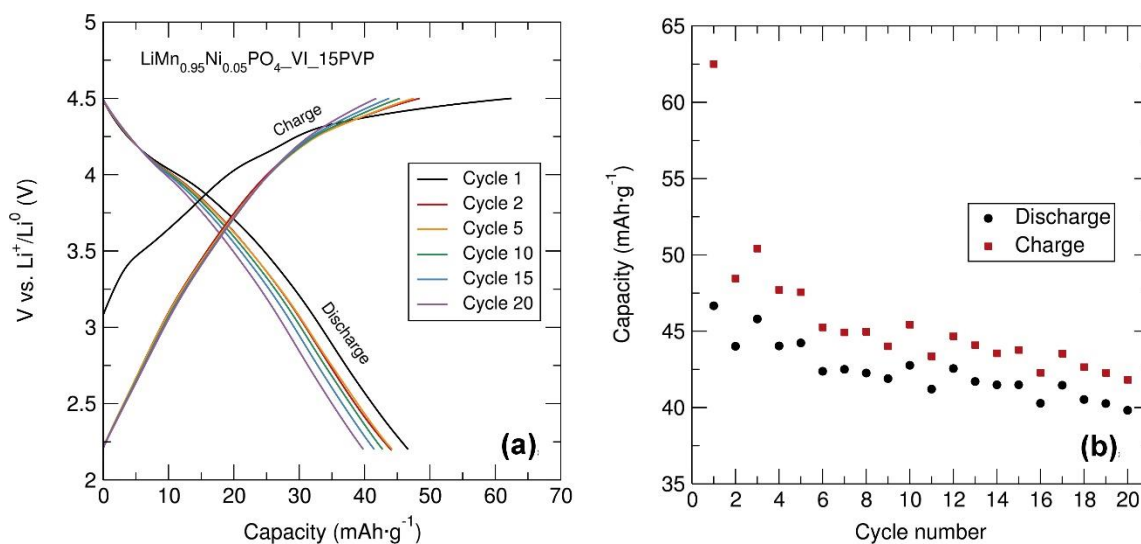 5
4.5
4
3.5
3
2.5
2
V vs. Li⁺/Li⁰ (V)
LiMn₀.₉₅Ni₀.₀₅PO₄_VI_15PVP
Charge
Discharge
Cycle 1
Cycle 2
Cycle 5
Cycle 10
Cycle 15
Cycle 20
(a)
0 10 20 30 40 50 60 70
Capacity (mAh·g⁻¹)
65
60
55
50
45
40
35
Capacity (mAh·g⁻¹)
Discharge
Charge
(b)
0 2 4 6 8 10 12 14 16 18 20
Cycle number